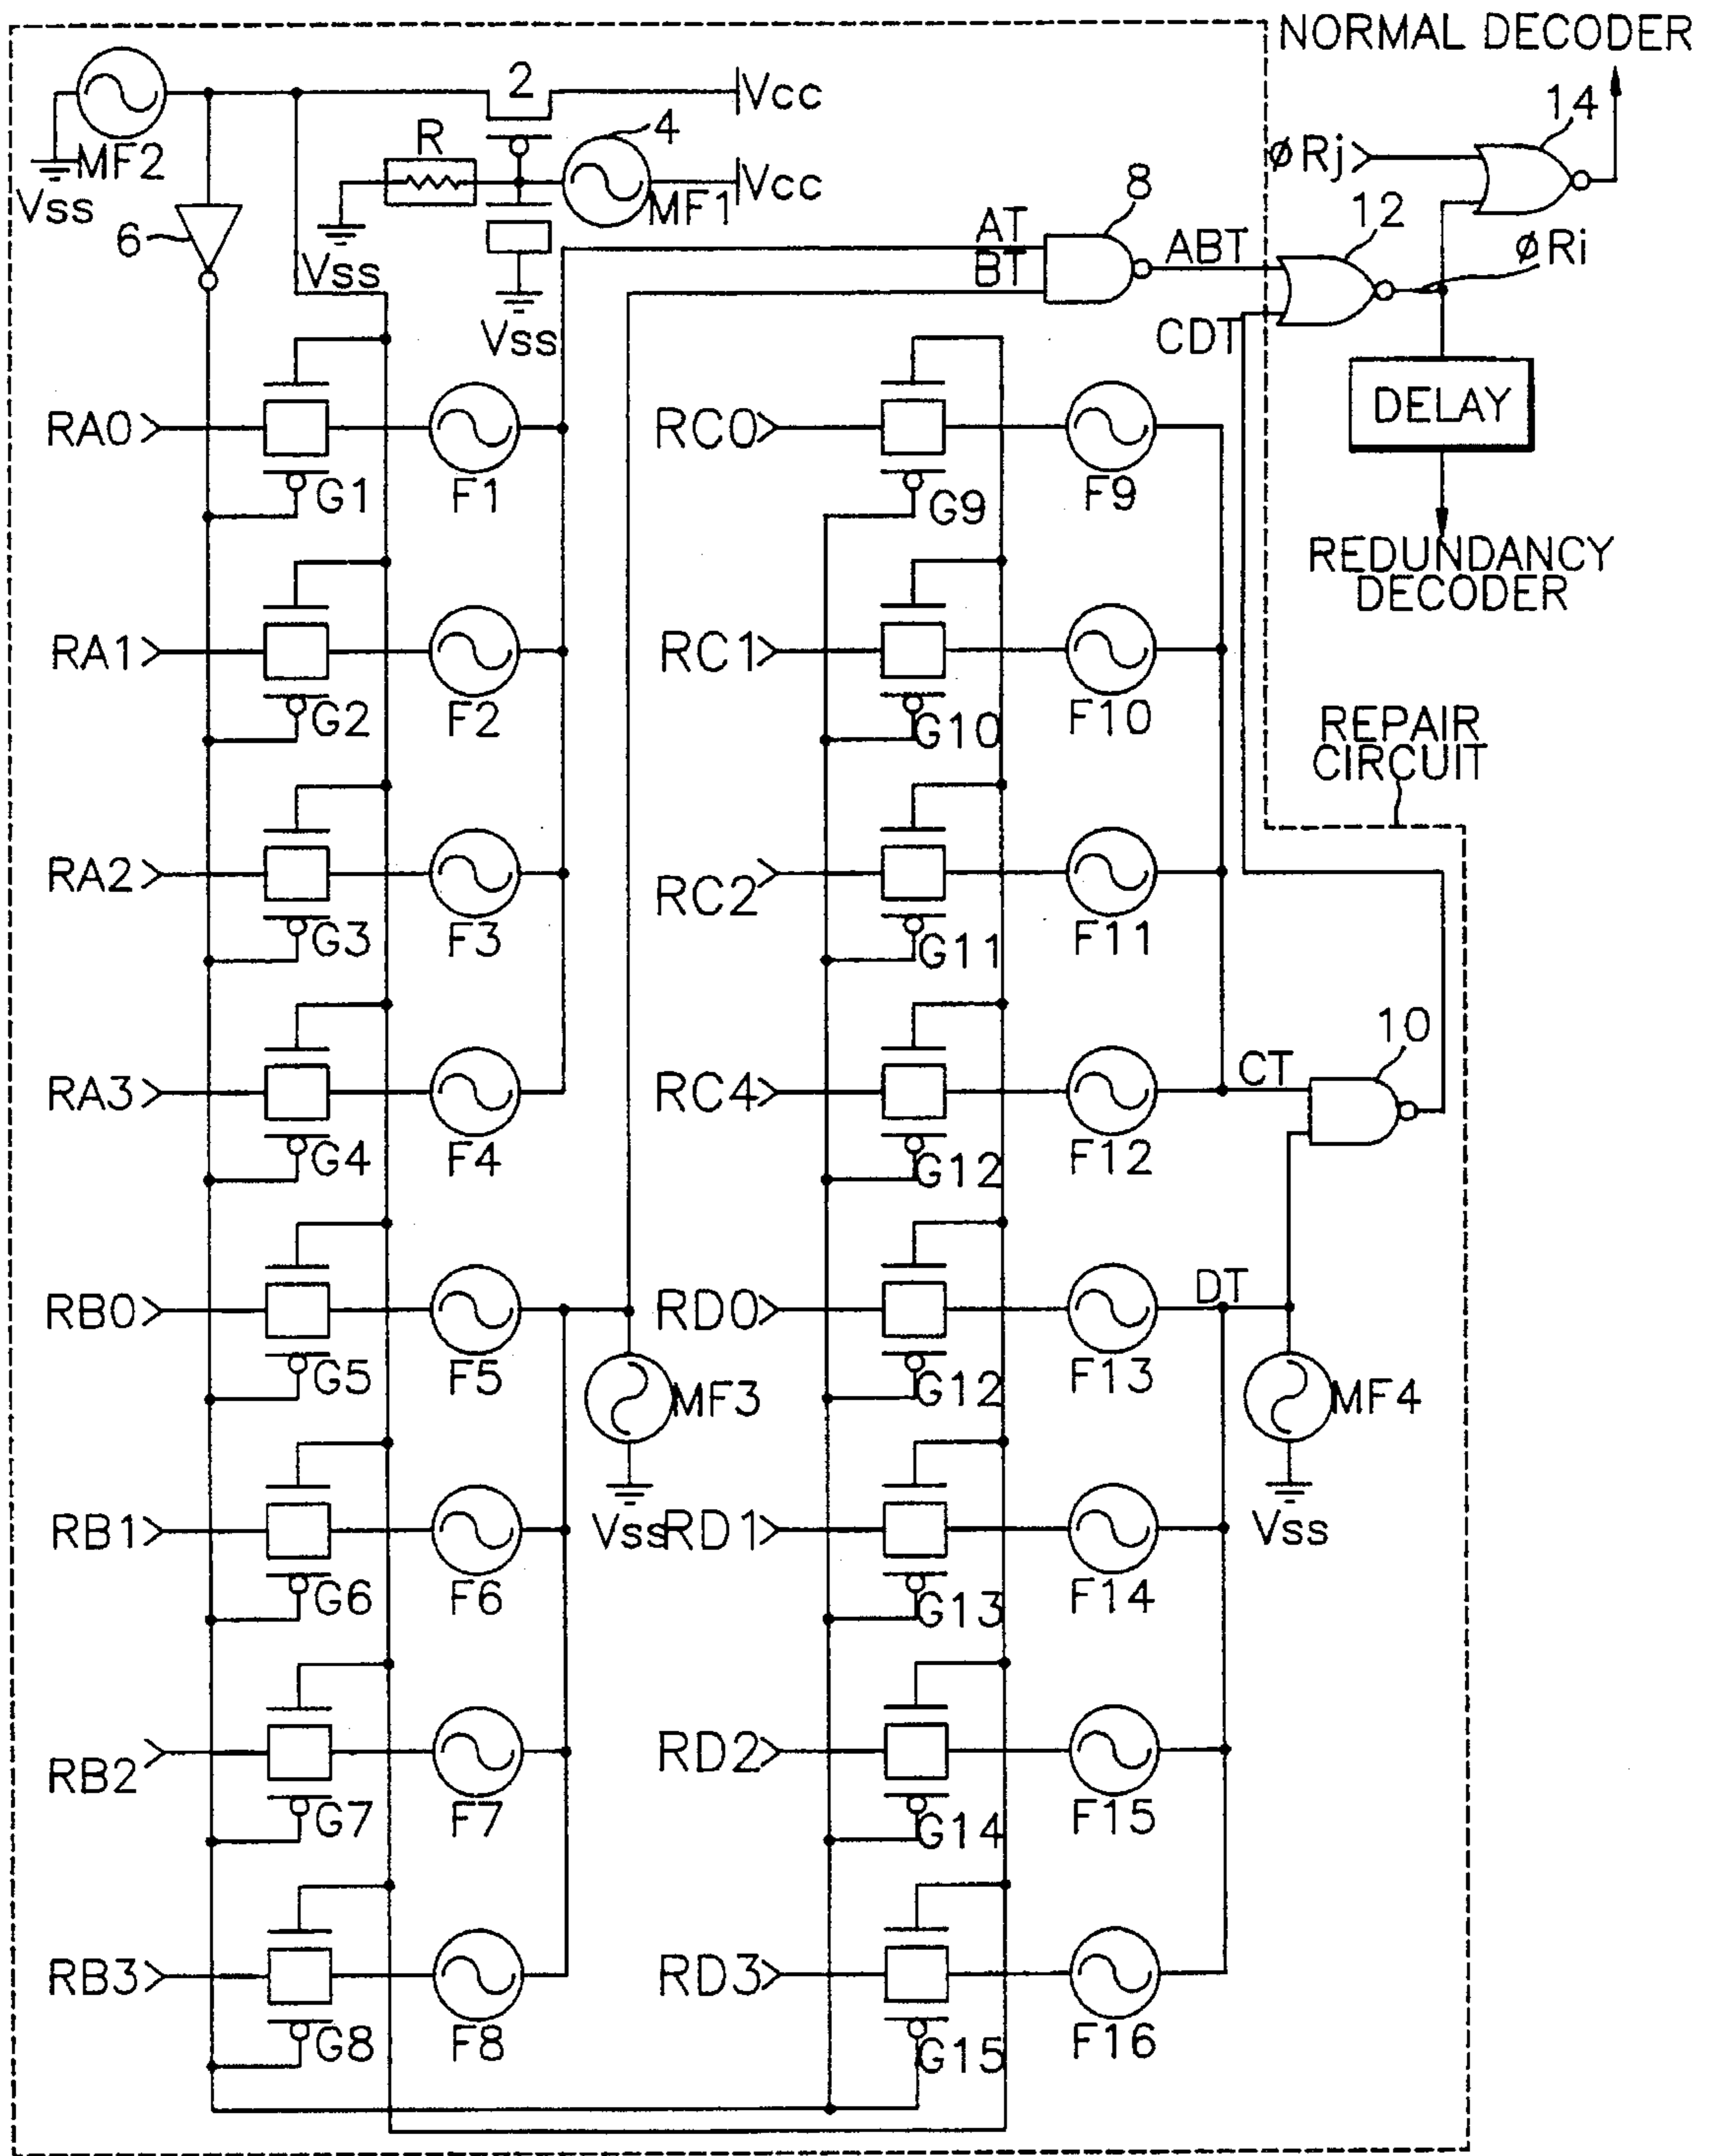 NORMAL DECODER
2
Vcc
14
R
4
øRj
MF2
Vss
Vcc
MF1
8
12
6
AT
ABT
øRi
Vss
BT
Vss
CDT
RA0
RC0
DELAY
G1
F1
G9
F9
REDUNDANCY
DECODER
RA1
RC1
G2
F2
G10
F10
REPAIR
CIRCUIT
RA2
RC2
G3
F3
G11
F11
10
CT
RA3
RC4
G4
F4
G12
F12
DT
RB0
RD0
G5
F5
MF3
G12
F13
MF4
RB1
Vss
RD1
Vss
G6
F6
G13
F14
RB2
RD2
G7
F7
G14
F15
RB3
RD3
G8
F8
G15
F16